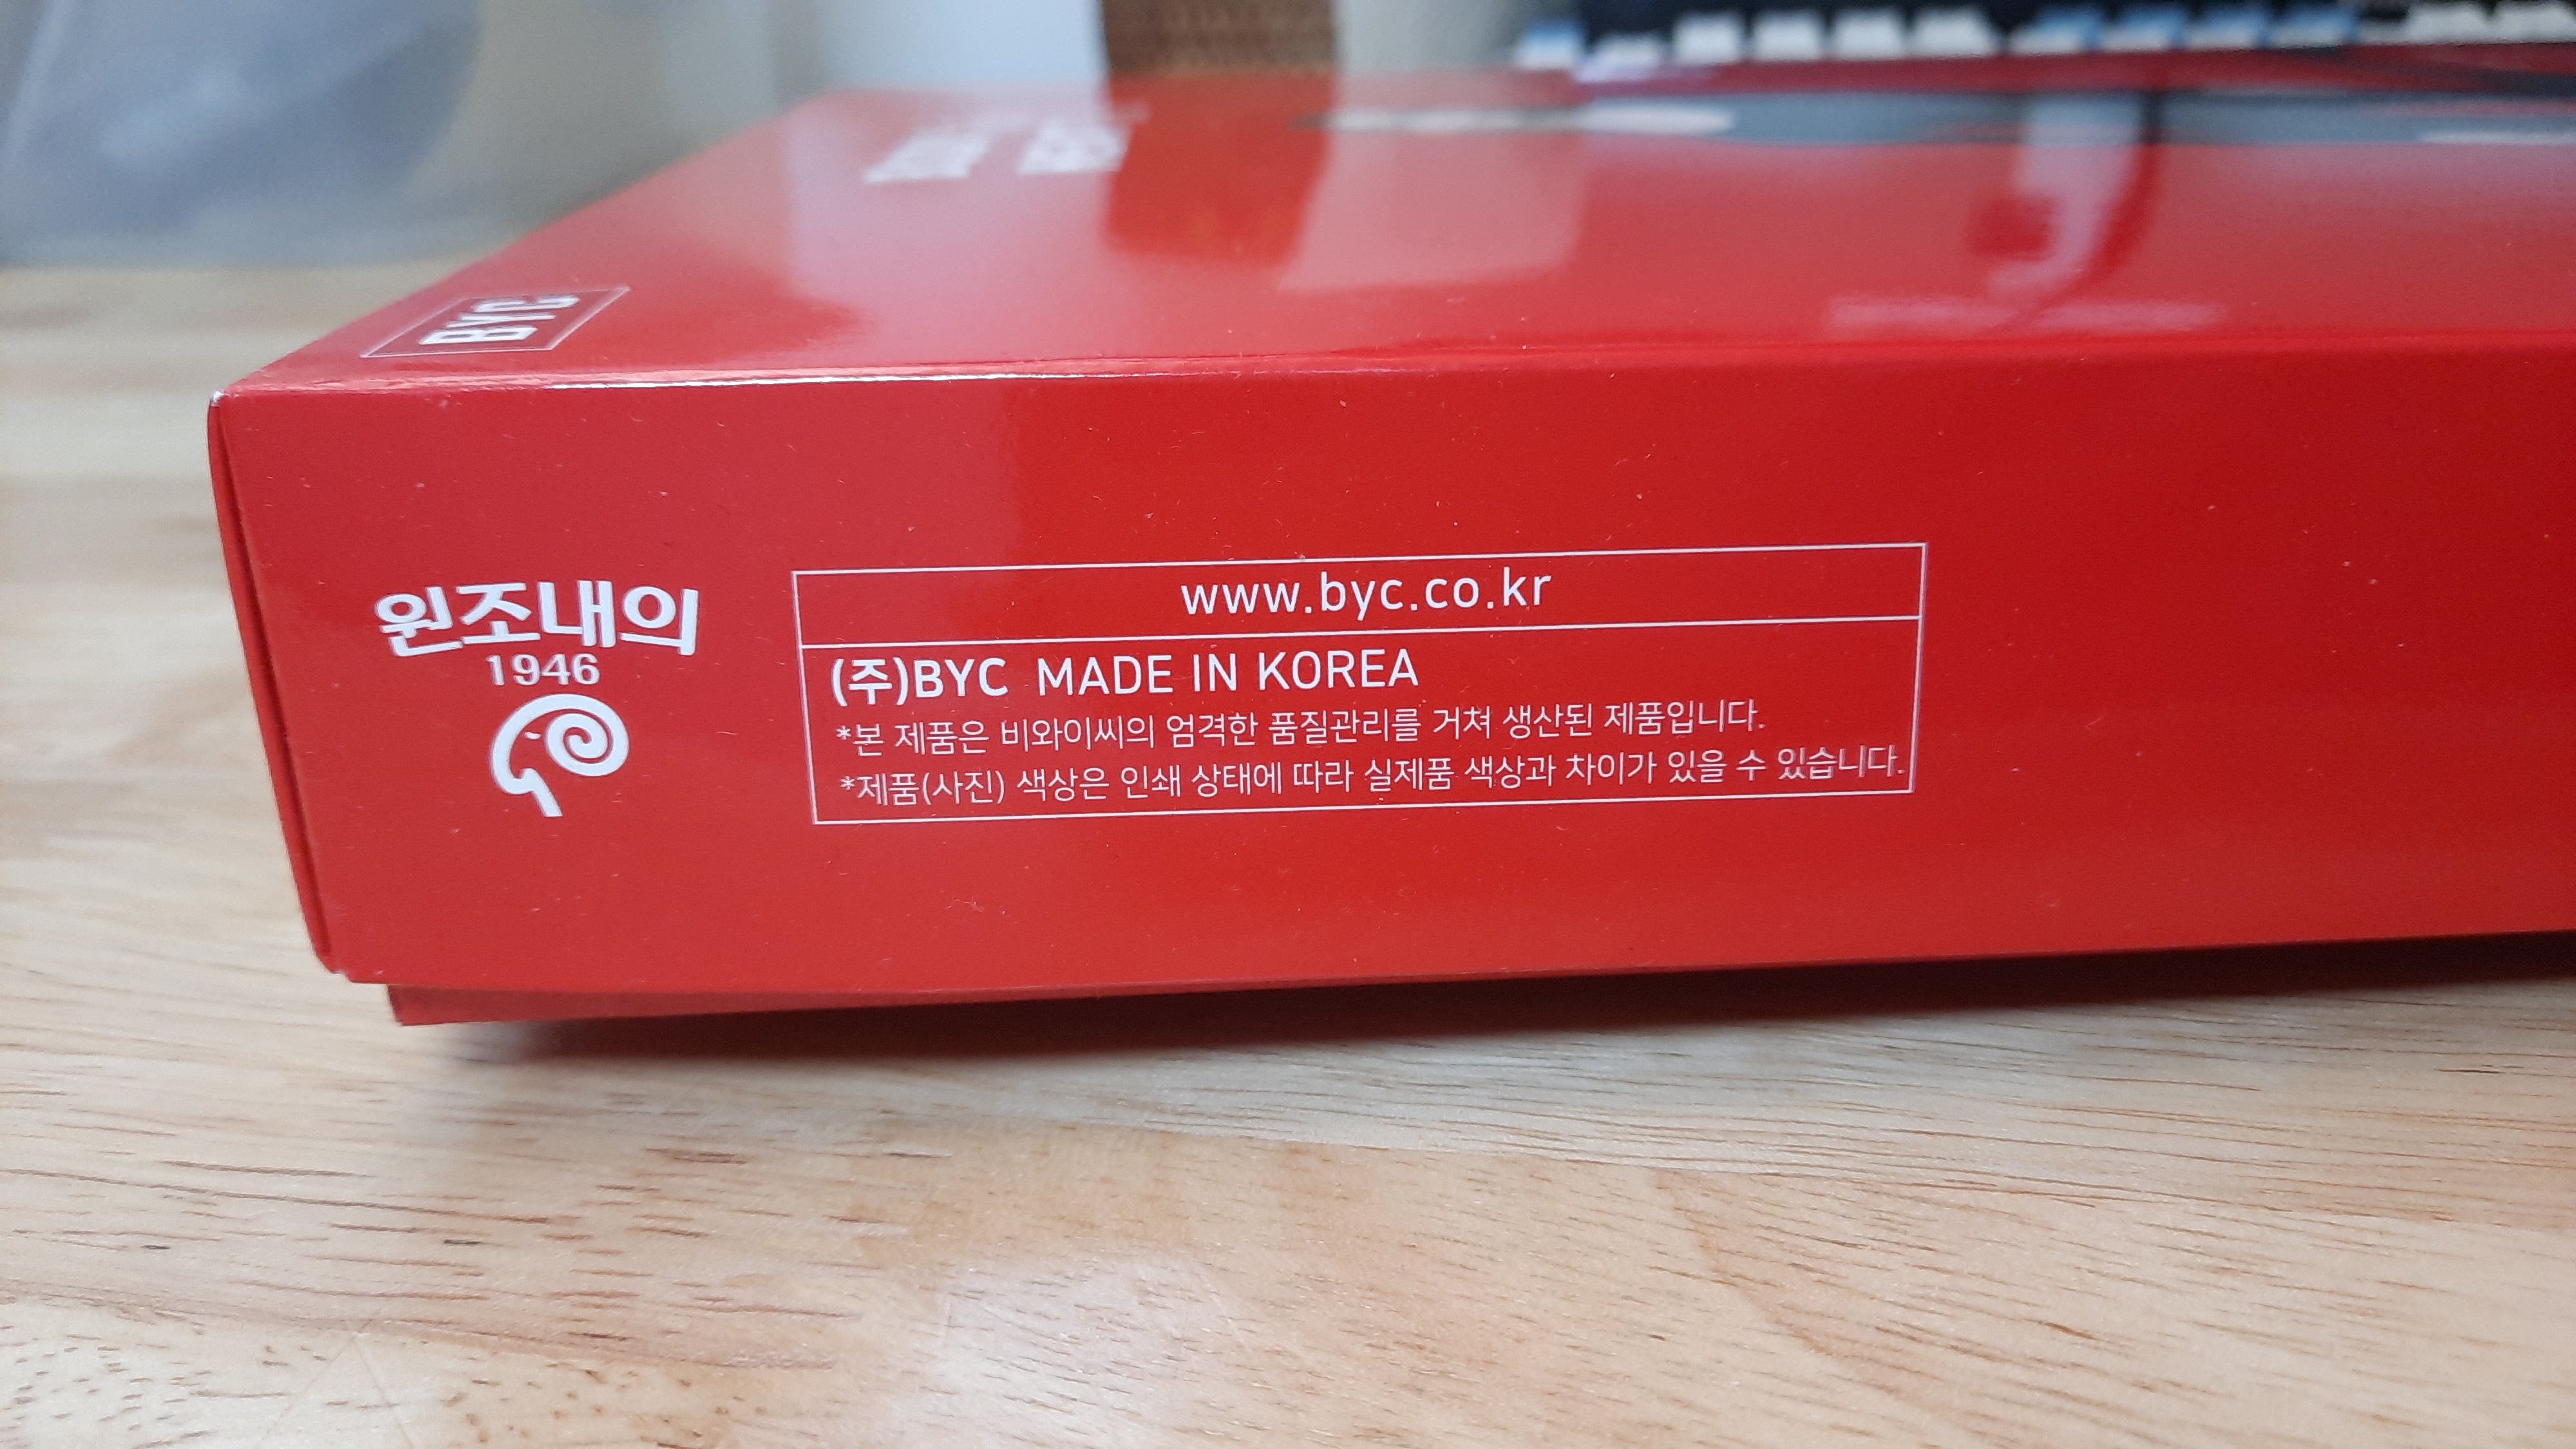 BYC
원조내의
1946
www.byc.co.kr
(주)BYC MADE IN KOREA
*본 제품은 비와이씨의 엄격한 품질관리를 거쳐 생산된 제품입니다.
*제품(사진) 색상은 인쇄 상태에 따라 실제품 색상과 차이가 있을 수 있습니다.